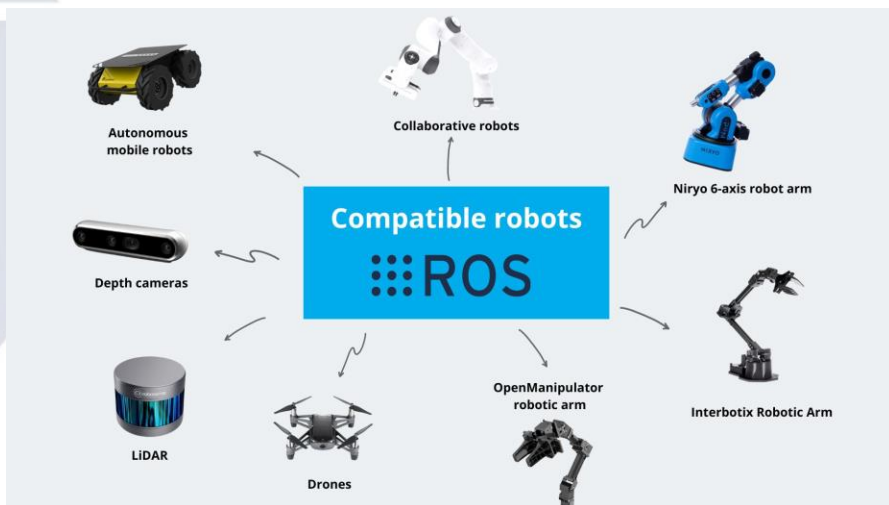 Autonomous
mobile robots
Collaborative robots
Niryo 6-axis robot arm
Compatible robots
ROS
Depth cameras
LiDAR
Drones
OpenManipulator
robotic arm
Interbotix Robotic Arm